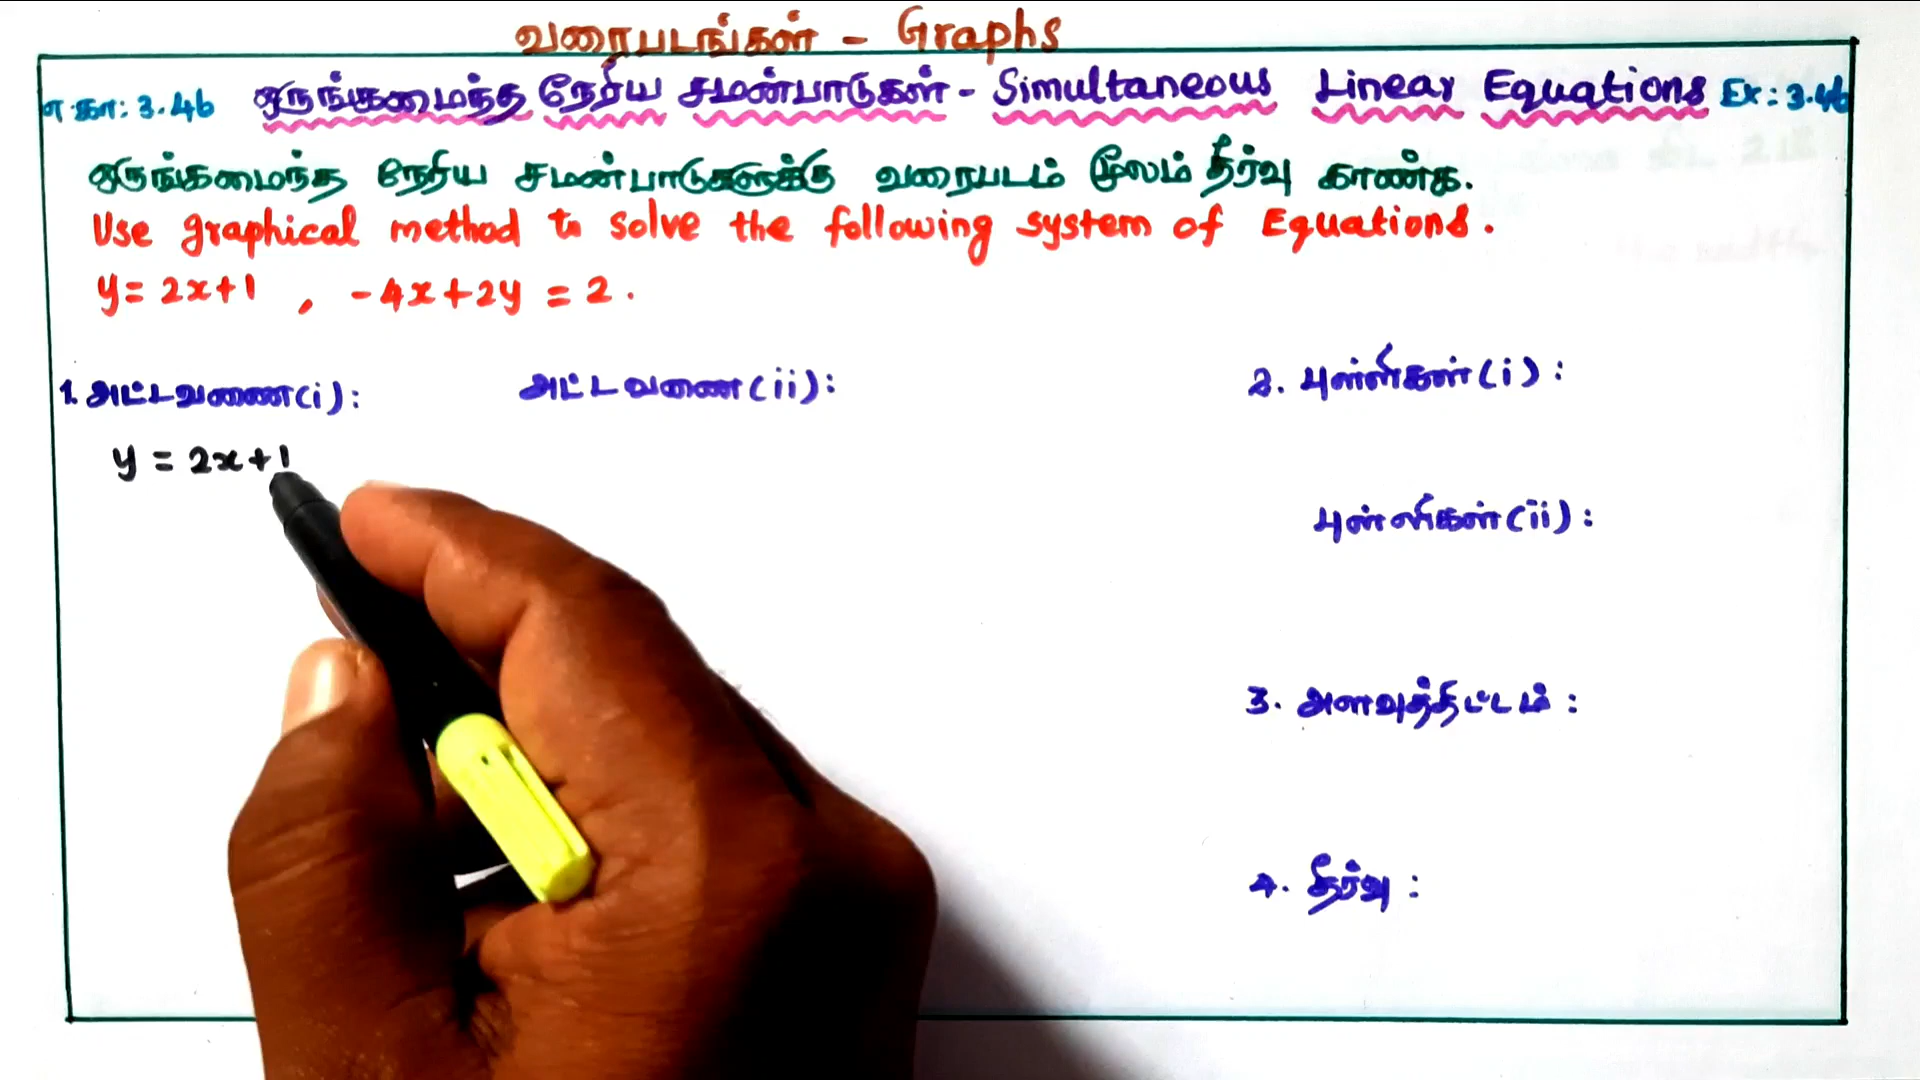 வரைபடங்கள் - Graphs
எ.கா: 3.46 ஒருங்கமைந்த நேரிய சமன்பாடுகள் - Simultaneous Linear Equations Ex: 3.46
ஒருங்கமைந்த நேரிய சமன்பாடுகளுக்கு வரைபடம் மூலம் தீர்வு காண்க.
Use graphical method to solve the following system of Equations.
y = 2x+1 , -4x+2y = 2.
1. அட்டவணை(i): அட்டவணை(ii): 2. புள்ளிகள்(i):
y = 2x+1
புள்ளிகள்(ii):
3. அளவுத்திட்டம்:
4. தீர்வு: